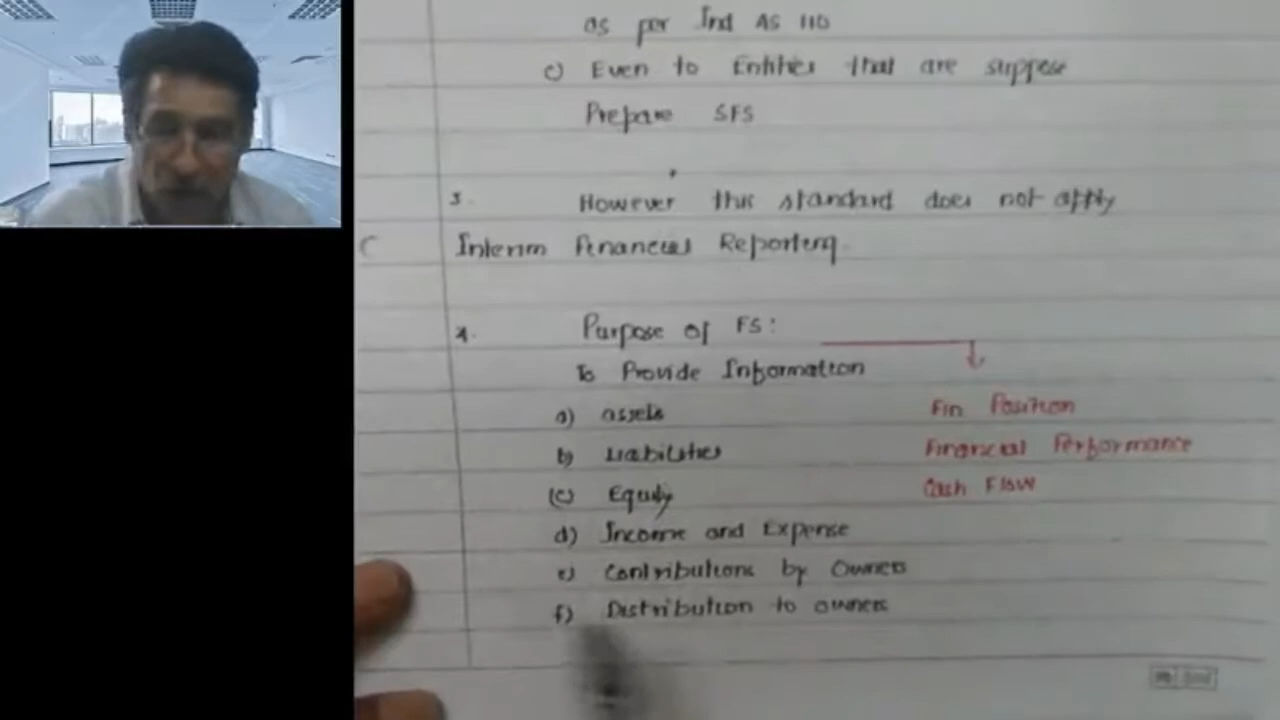 as per Ind AS 110
c) Even to Entities that are suppose
Prepare SFS
3. However this standard does not apply
Interim Financial Reporting.
4. Purpose of FS:
To Provide Information
a) assets
b) Liabilities
(c) Equity
d) Income and Expense
e) Contributions by Owners
f) Distribution to owners
Fin Position
Financial Performance
Cash Flow